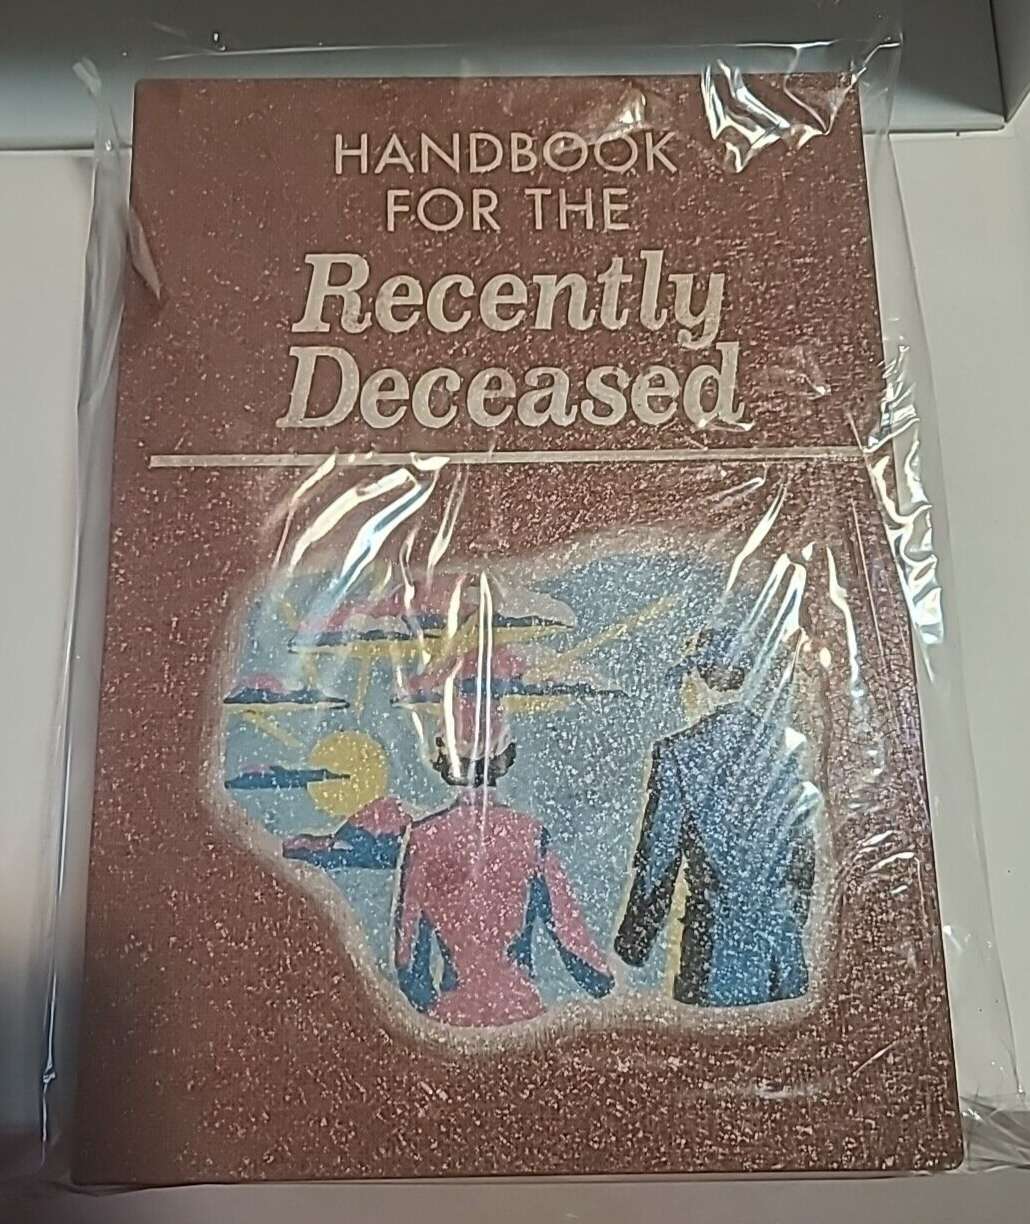 HANDBOOK
FOR THE
Recently
Deceased